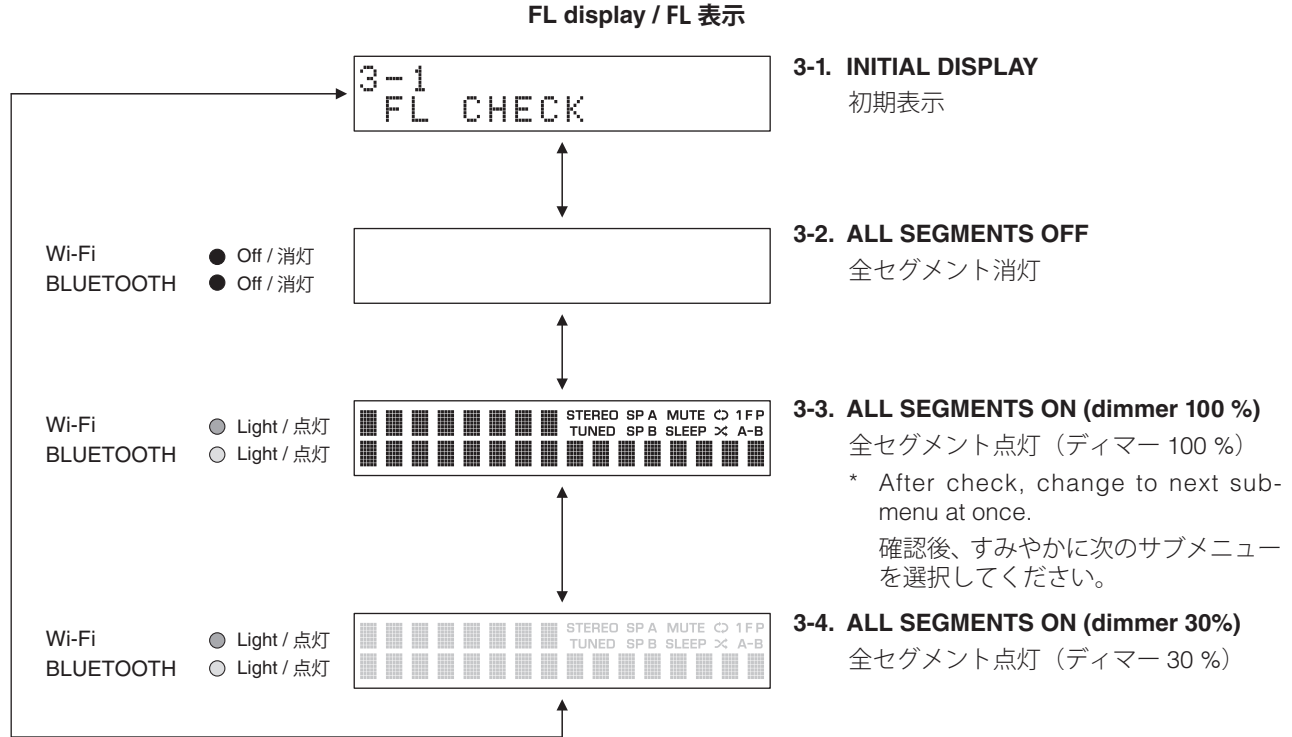 FL display / FL 表示
3-1
FL CHECK
3-1. INITIAL DISPLAY
初期表示
Wi-Fi ● Off / 消灯
BLUETOOTH ● Off / 消灯
3-2. ALL SEGMENTS OFF
全セグメント消灯
Wi-Fi Light / 点灯
BLUETOOTH Light / 点灯
STEREO SP A MUTE 1 F P
TUNED SP B SLEEP A-B
3-3. ALL SEGMENTS ON (dimmer 100 %)
全セグメント点灯（ディマー 100 %）
* After check, change to next sub-
menu at once.
確認後、すみやかに次のサブメニュー
を選択してください。
Wi-Fi Light / 点灯
BLUETOOTH Light / 点灯
STEREO SP A MUTE 1 F P
TUNED SP B SLEEP A-B
3-4. ALL SEGMENTS ON (dimmer 30%)
全セグメント点灯（ディマー 30 %）